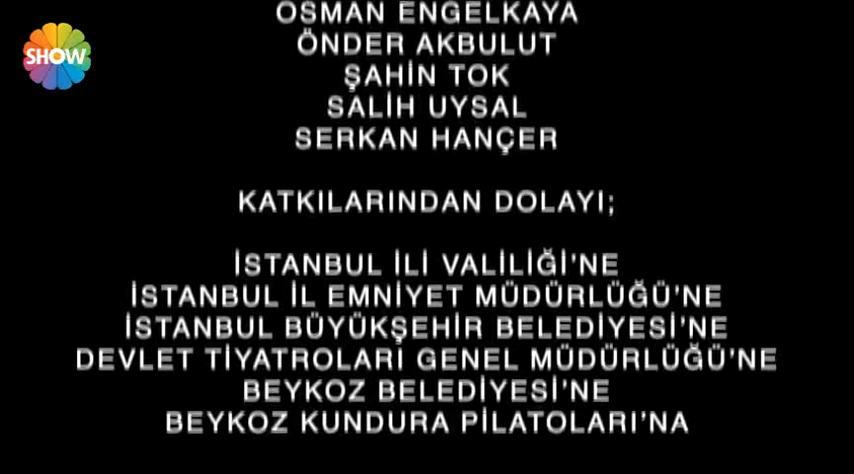 SHOW
OSMAN ENGELKAYA
ÖNDER AKBULUT
ŞAHİN TOK
SALİH UYSAL
SERKAN HANÇER
KATKILARINDAN DOLAYI;
İSTANBUL İLİ VALİLİĞİ'NE
İSTANBUL İL EMNİYET MÜDÜRLÜĞÜ'NE
İSTANBUL BÜYÜKŞEHİR BELEDİYESİ'NE
DEVLET TİYATROLARI GENEL MÜDÜRLÜĞÜ'NE
BEYKOZ BELEDİYESİ'NE
BEYKOZ KUNDURA PİLATOLARI'NA